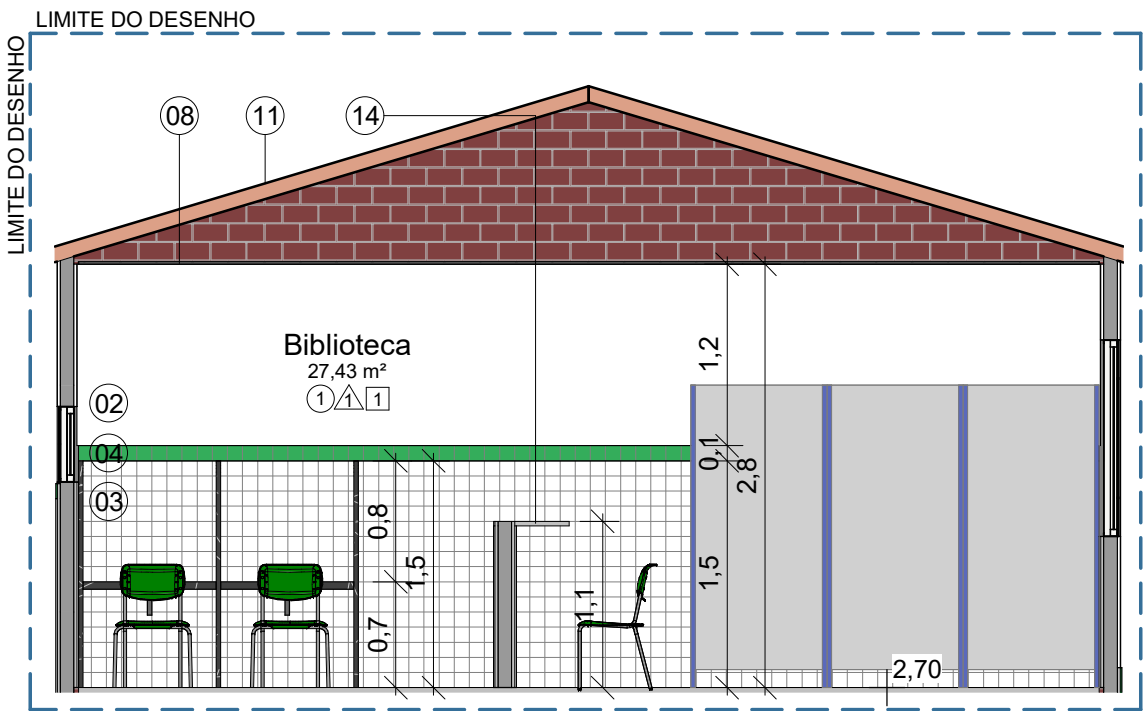 LIMITE DO DESENHO
LIMITE DO DESENHO
08 11 14
Biblioteca
27,43 m²
1 1 1
02
04
03
0,8
1,5
0,7
1,1
1,2
0,1
2,8
1,5
2,70